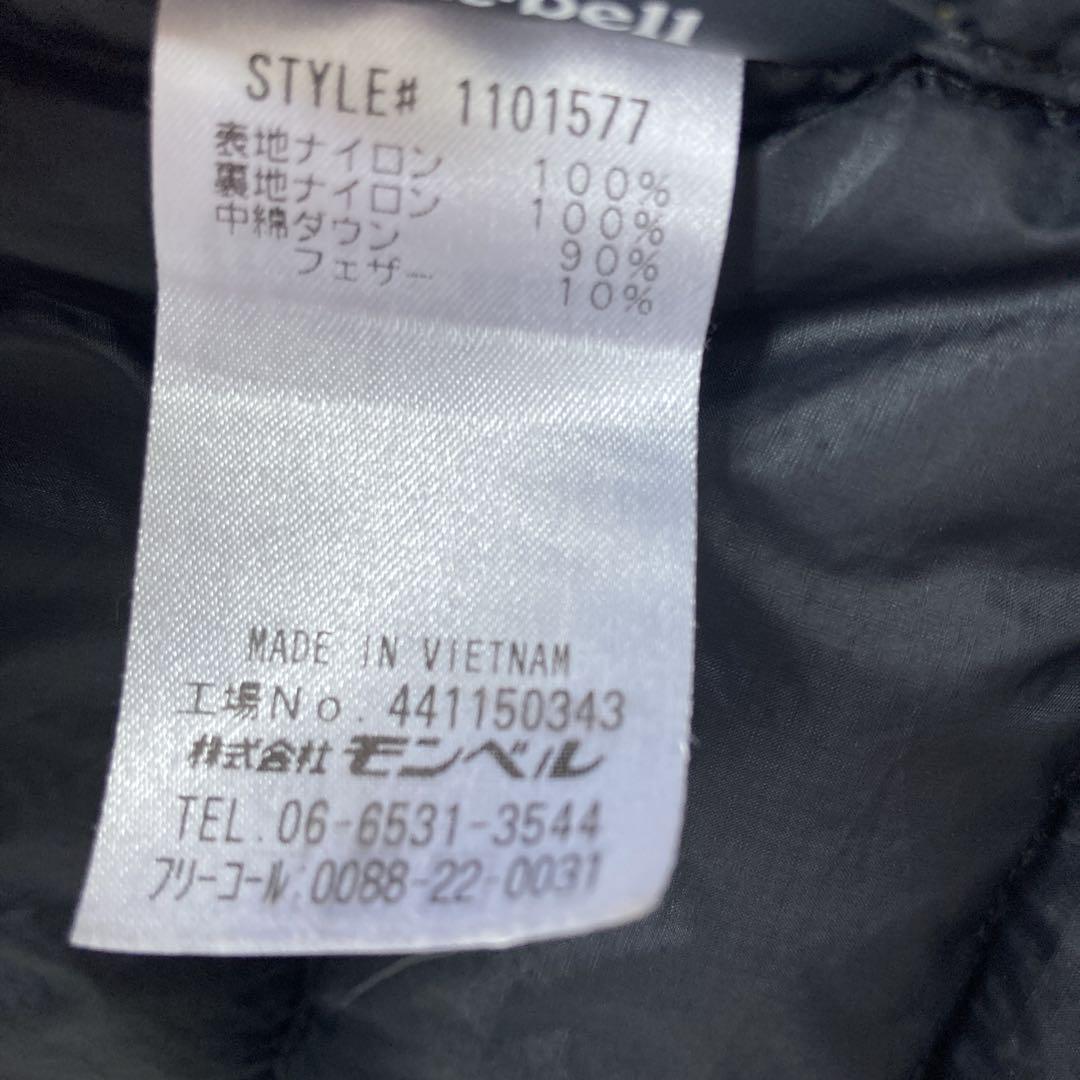 bell
STYLE# 1101577
表地ナイロン 100%
裏地ナイロン 100%
中綿ダウン 90%
フェザー 10%
MADE IN VIETNAM
工場No. 441150343
株式会社モンベル
TEL.06-6531-3544
フリーコール.0088-22-0031